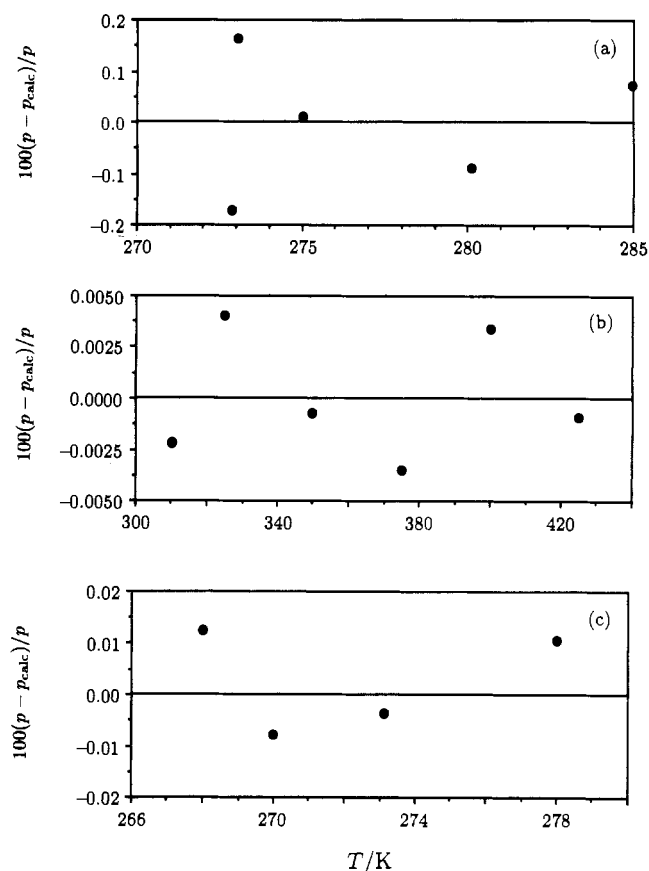 0.2
(a)
0.1
0.0
−0.1
−0.2
100(p − p_calc)/p
270 275 280 285
0.0050
(b)
0.0025
0.0000
−0.0025
−0.0050
100(p − p_calc)/p
300 340 380 420
0.02
(c)
0.01
0.00
−0.01
−0.02
100(p − p_calc)/p
266 270 274 278
T/K